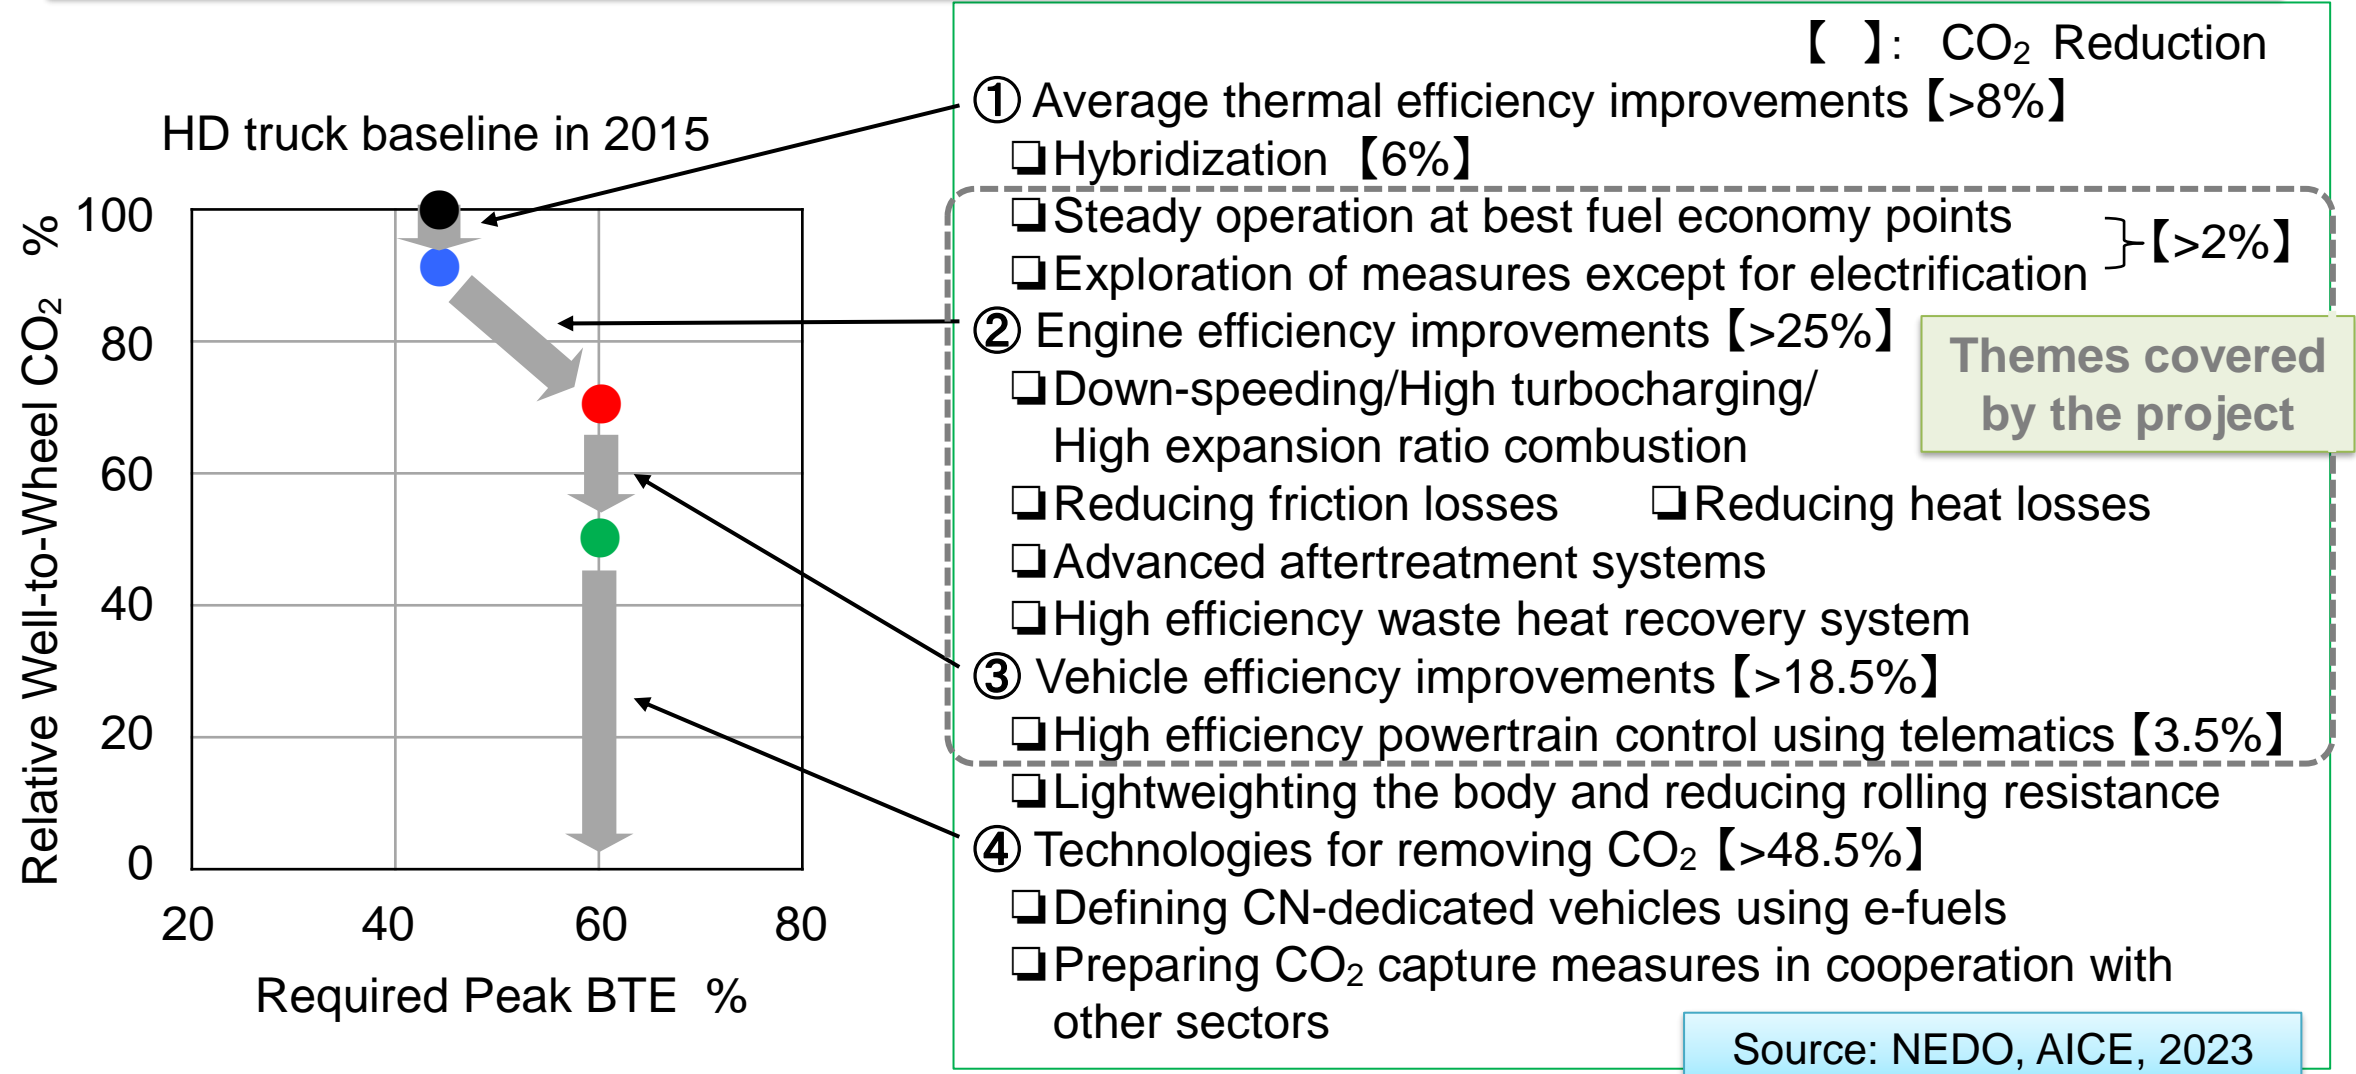 HD truck baseline in 2015
Relative Well-to-Wheel CO₂ %
100
80
60
40
20
0
20 40 60 80
Required Peak BTE %
【 】: CO₂ Reduction
① Average thermal efficiency improvements【>8%】
❑Hybridization 【6%】
❑Steady operation at best fuel economy points
❑Exploration of measures except for electrification
【>2%】
② Engine efficiency improvements【>25%】
❑Down-speeding/High turbocharging/
High expansion ratio combustion
❑Reducing friction losses ❑Reducing heat losses
❑Advanced aftertreatment systems
❑High efficiency waste heat recovery system
③ Vehicle efficiency improvements【>18.5%】
❑High efficiency powertrain control using telematics【3.5%】
❑Lightweighting the body and reducing rolling resistance
④ Technologies for removing CO₂【>48.5%】
❑Defining CN-dedicated vehicles using e-fuels
❑Preparing CO₂ capture measures in cooperation with
other sectors
Themes covered
by the project
Source: NEDO, AICE, 2023